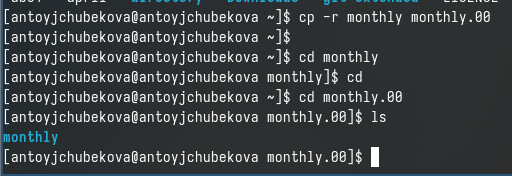 [antoyjchubekova@antoyjchubekova ~]$ cp -r monthly monthly.00
[antoyjchubekova@antoyjchubekova ~]$
[antoyjchubekova@antoyjchubekova ~]$ cd monthly
[antoyjchubekova@antoyjchubekova monthly]$ cd
[antoyjchubekova@antoyjchubekova ~]$ cd monthly.00
[antoyjchubekova@antoyjchubekova monthly.00]$ ls
monthly
[antoyjchubekova@antoyjchubekova monthly.00]$